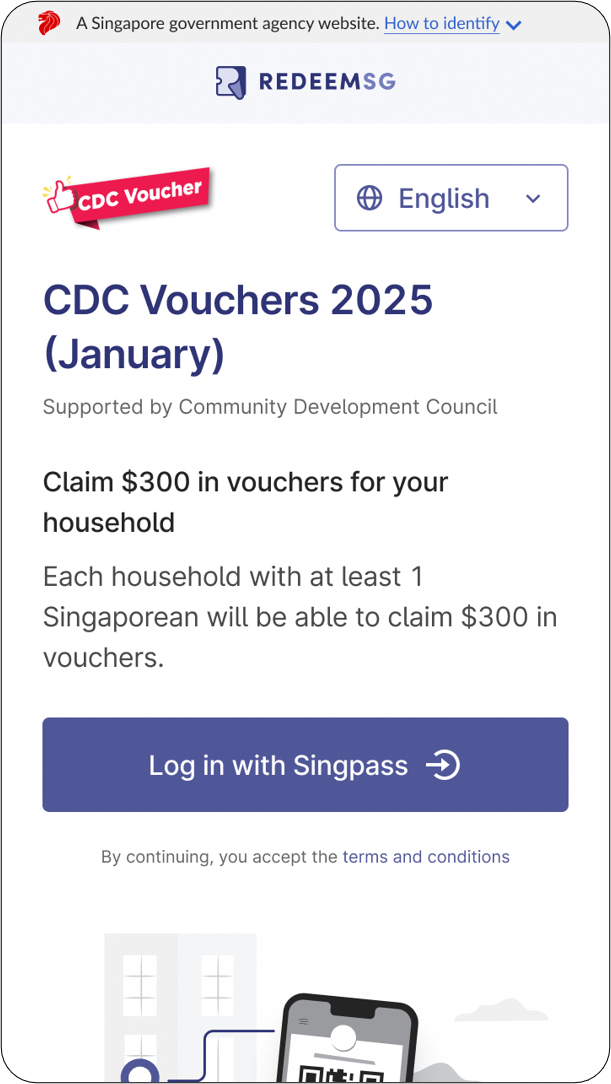 A Singapore government agency website. How to identify
REDEEMSG
CDC Voucher
English
CDC Vouchers 2025
(January)
Supported by Community Development Council
Claim $300 in vouchers for your
household
Each household with at least 1
Singaporean will be able to claim $300 in
vouchers.
Log in with Singpass
By continuing, you accept the terms and conditions